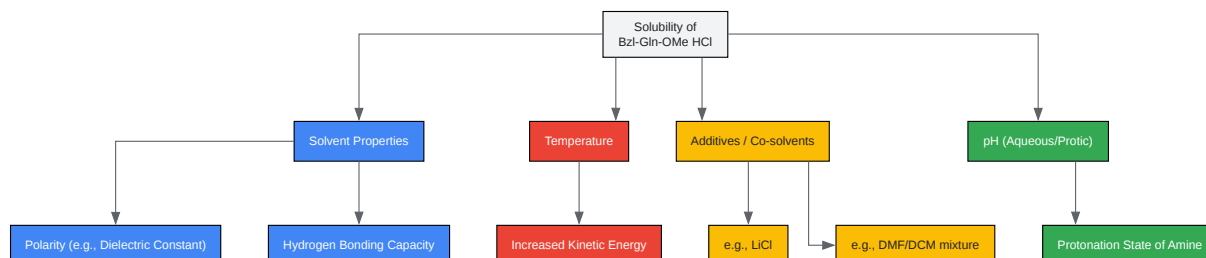 Solubility of
Bzl-Gln-OMe HCl
Solvent Properties
Temperature
Additives / Co-solvents
pH (Aqueous/Protic)
Polarity (e.g., Dielectric Constant)
Hydrogen Bonding Capacity
Increased Kinetic Energy
e.g., LiCl
e.g., DMF/DCM mixture
Protonation State of Amine